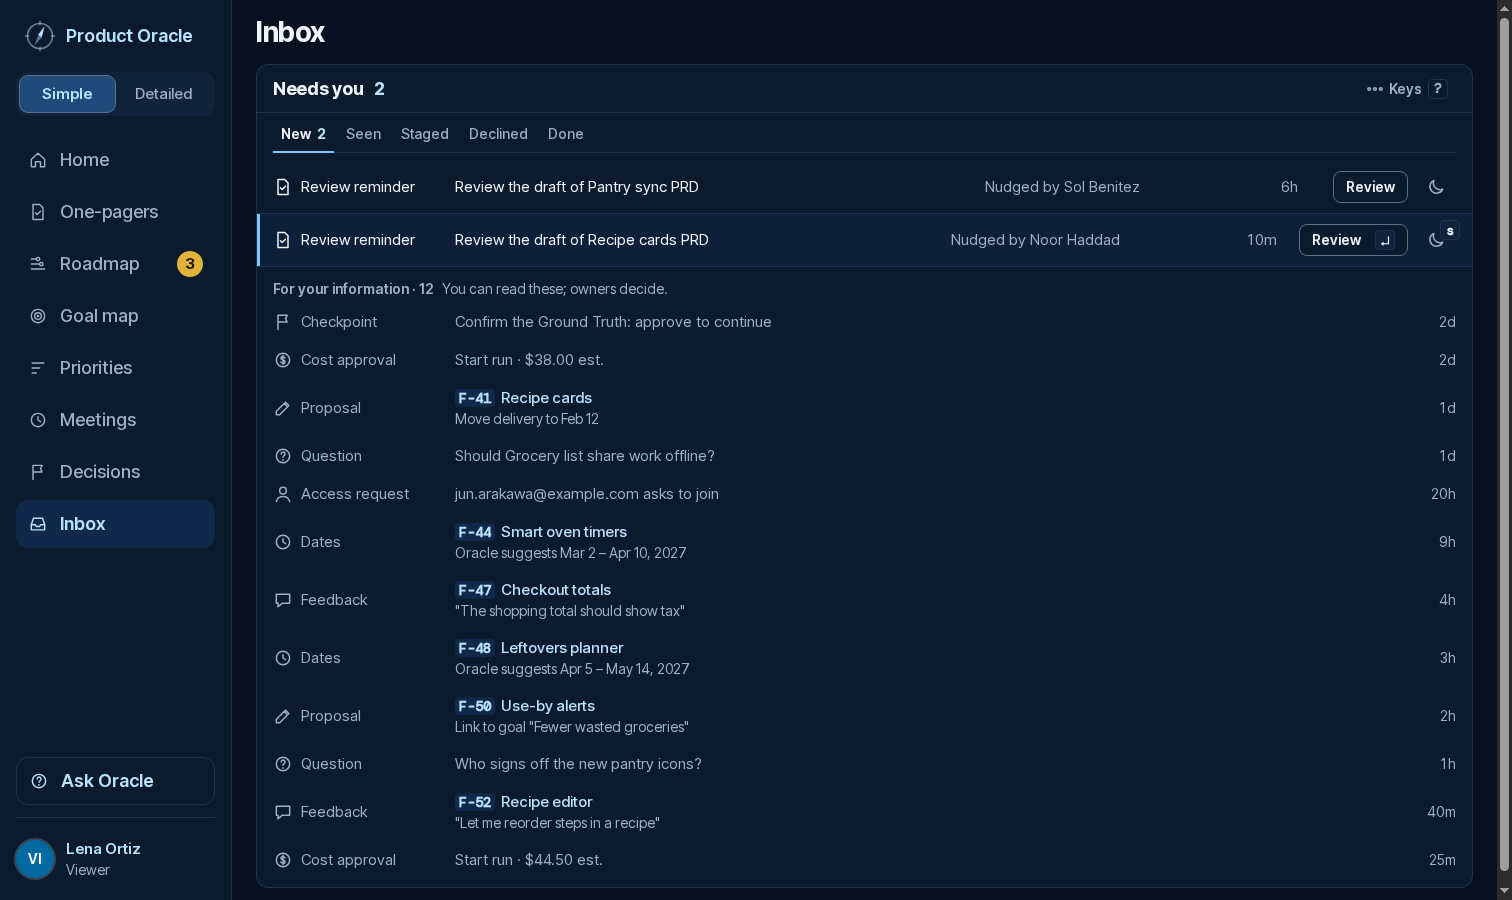 Product Oracle
Simple
Detailed
Home
One-pagers
Roadmap 3
Goal map
Priorities
Meetings
Decisions
Inbox
Ask Oracle
VI
Lena Ortiz
Viewer
Inbox
Needs you 2
Keys ?
New 2
Seen
Staged
Declined
Done
Review reminder Review the draft of Pantry sync PRD Nudged by Sol Benitez 6h Review
Review reminder Review the draft of Recipe cards PRD Nudged by Noor Haddad 10m Review ↵ s
For your information · 12 You can read these; owners decide.
Checkpoint Confirm the Ground Truth: approve to continue 2d
Cost approval Start run · $38.00 est. 2d
Proposal F-41 Recipe cards 1d
Move delivery to Feb 12
Question Should Grocery list share work offline? 1d
Access request jun.arakawa@example.com asks to join 20h
Dates F-44 Smart oven timers 9h
Oracle suggests Mar 2 – Apr 10, 2027
Feedback F-47 Checkout totals 4h
"The shopping total should show tax"
Dates F-48 Leftovers planner 3h
Oracle suggests Apr 5 – May 14, 2027
Proposal F-50 Use-by alerts 2h
Link to goal "Fewer wasted groceries"
Question Who signs off the new pantry icons? 1h
Feedback F-52 Recipe editor 40m
"Let me reorder steps in a recipe"
Cost approval Start run · $44.50 est. 25m